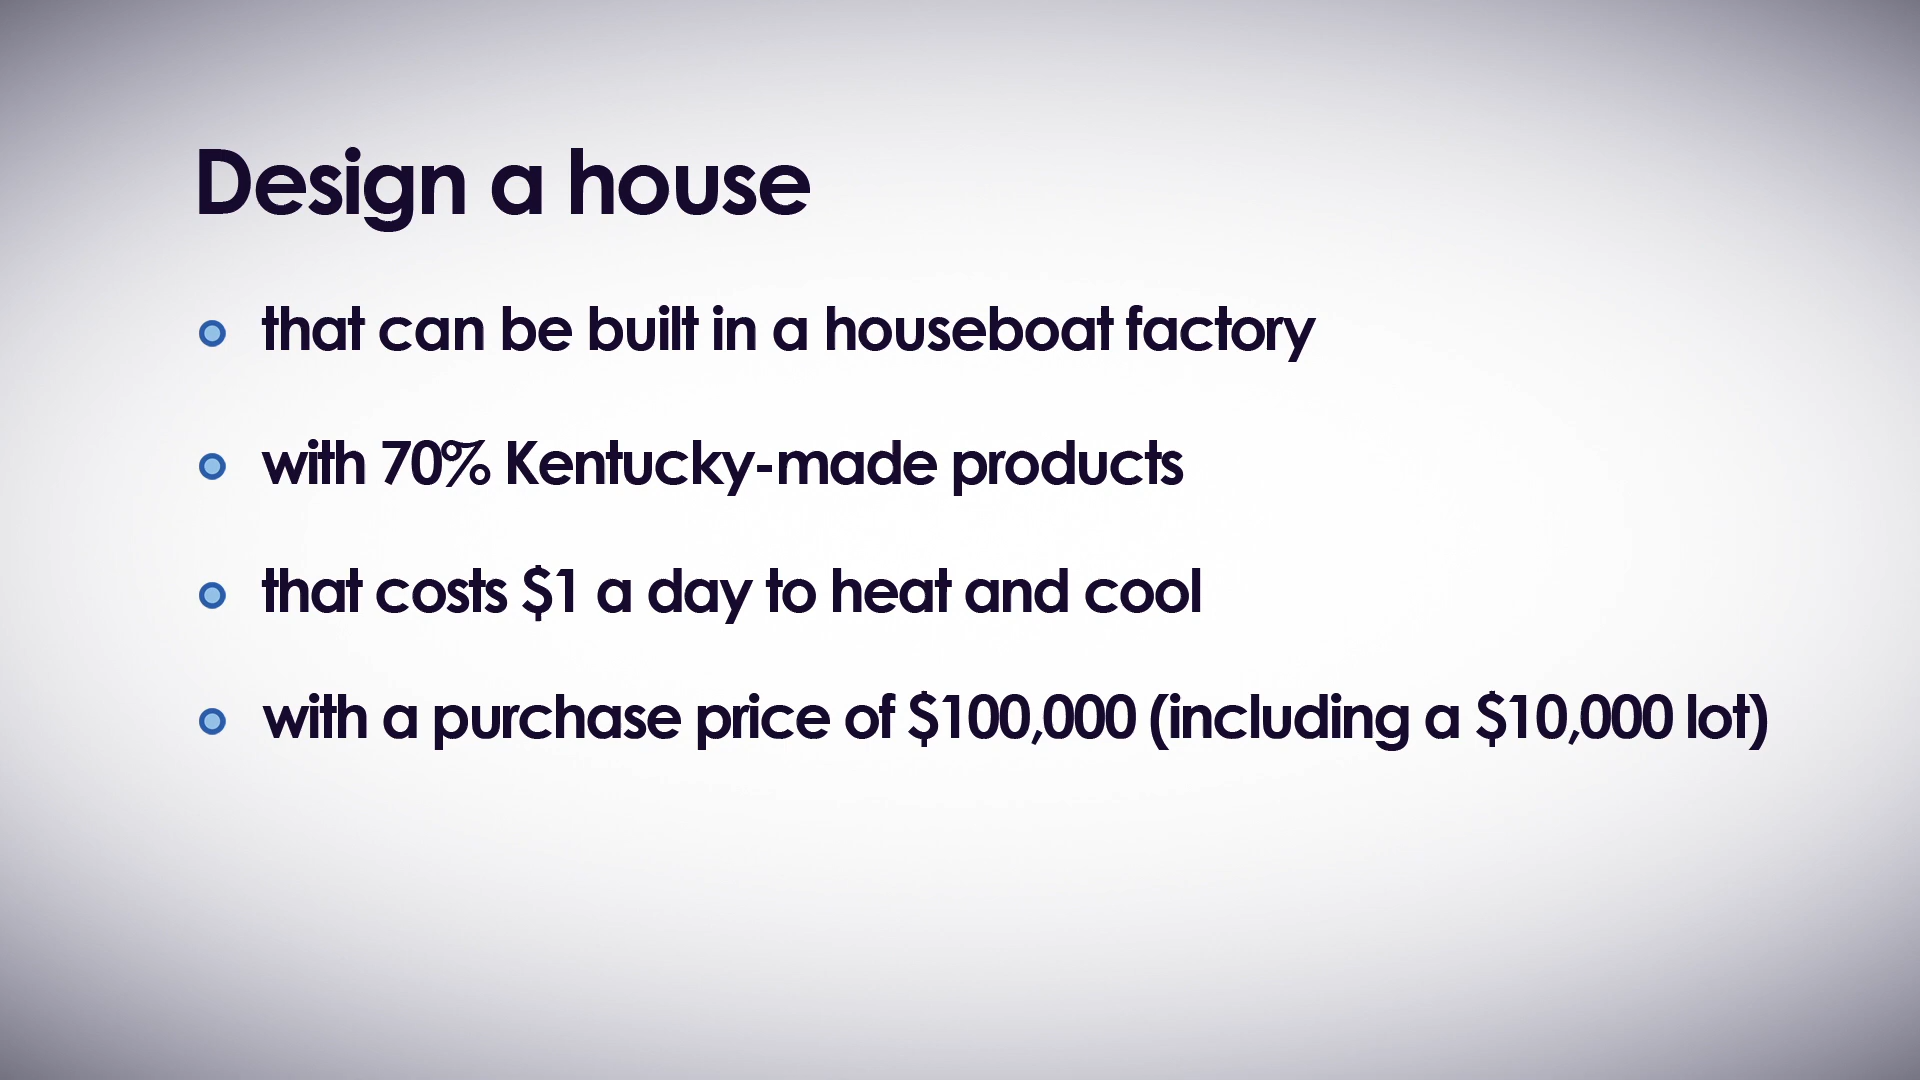 Design a house
that can be built in a houseboat factory
with 70% Kentucky-made products
that costs $1 a day to heat and cool
with a purchase price of $100,000 (including a $10,000 lot)